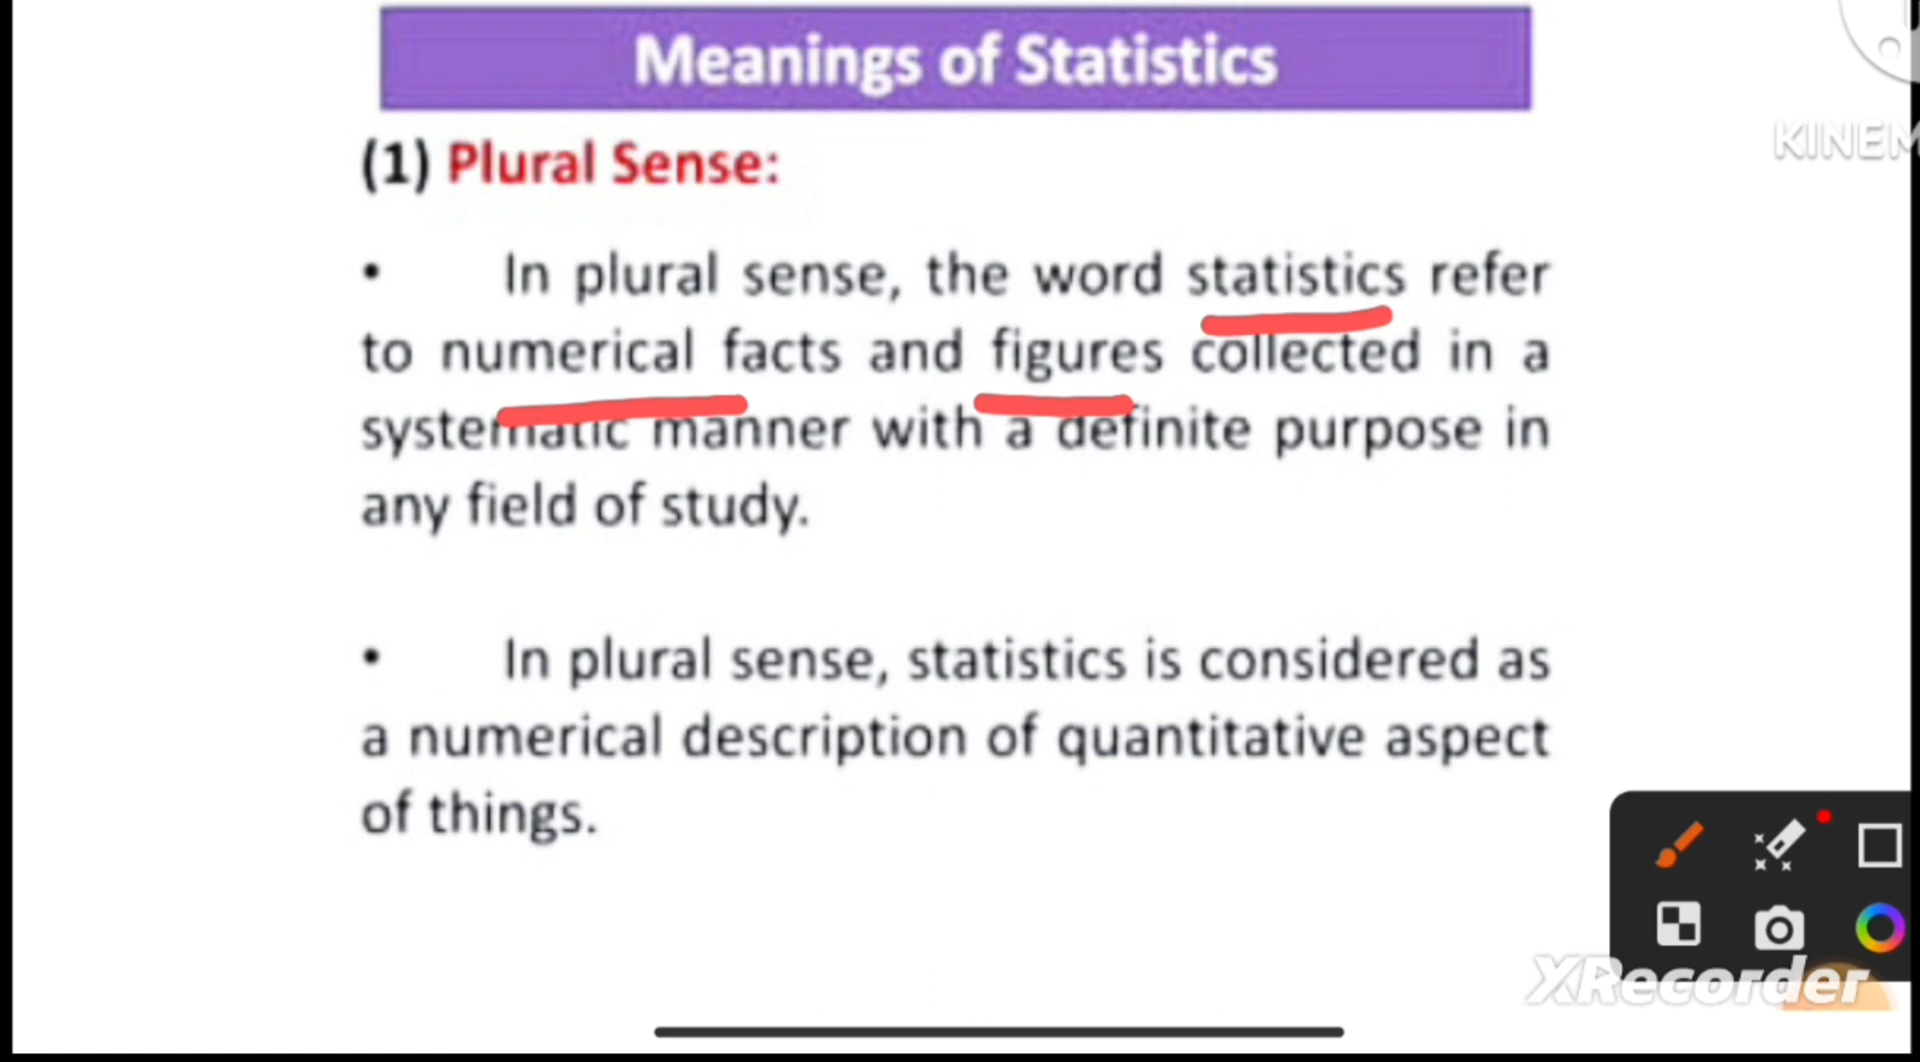 Meanings of Statistics
KINEM
(1) Plural Sense:
• In plural sense, the word statistics refer
to numerical facts and figures collected in a
systematic manner with a definite purpose in
any field of study.
• In plural sense, statistics is considered as
a numerical description of quantitative aspect
of things.
XRecorder